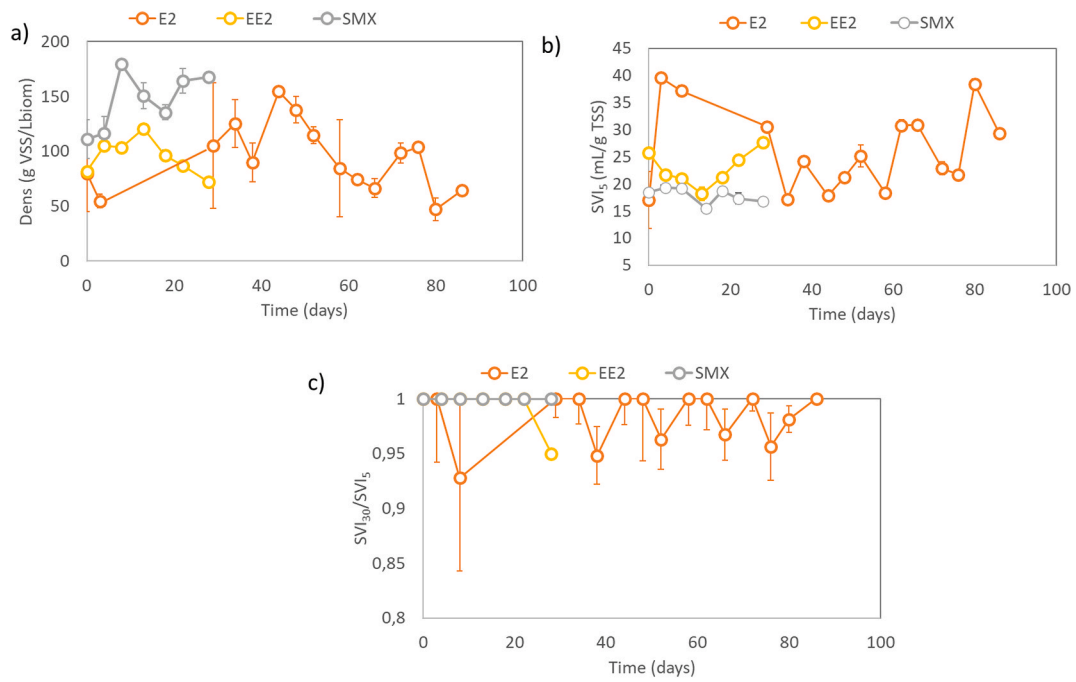 a)
E2 EE2 SMX
200
150
100
50
0
Dens (g VSS/Lbiom)
0 20 40 60 80 100
Time (days)
b)
E2 EE2 SMX
45
40
35
30
25
20
15
10
5
SVI₅ (mL/g TSS)
0 20 40 60 80 100
Time (days)
c)
E2 EE2 SMX
1
0,95
0,9
0,85
0,8
SVI₃₀/SVI₅
0 20 40 60 80 100
Time (days)